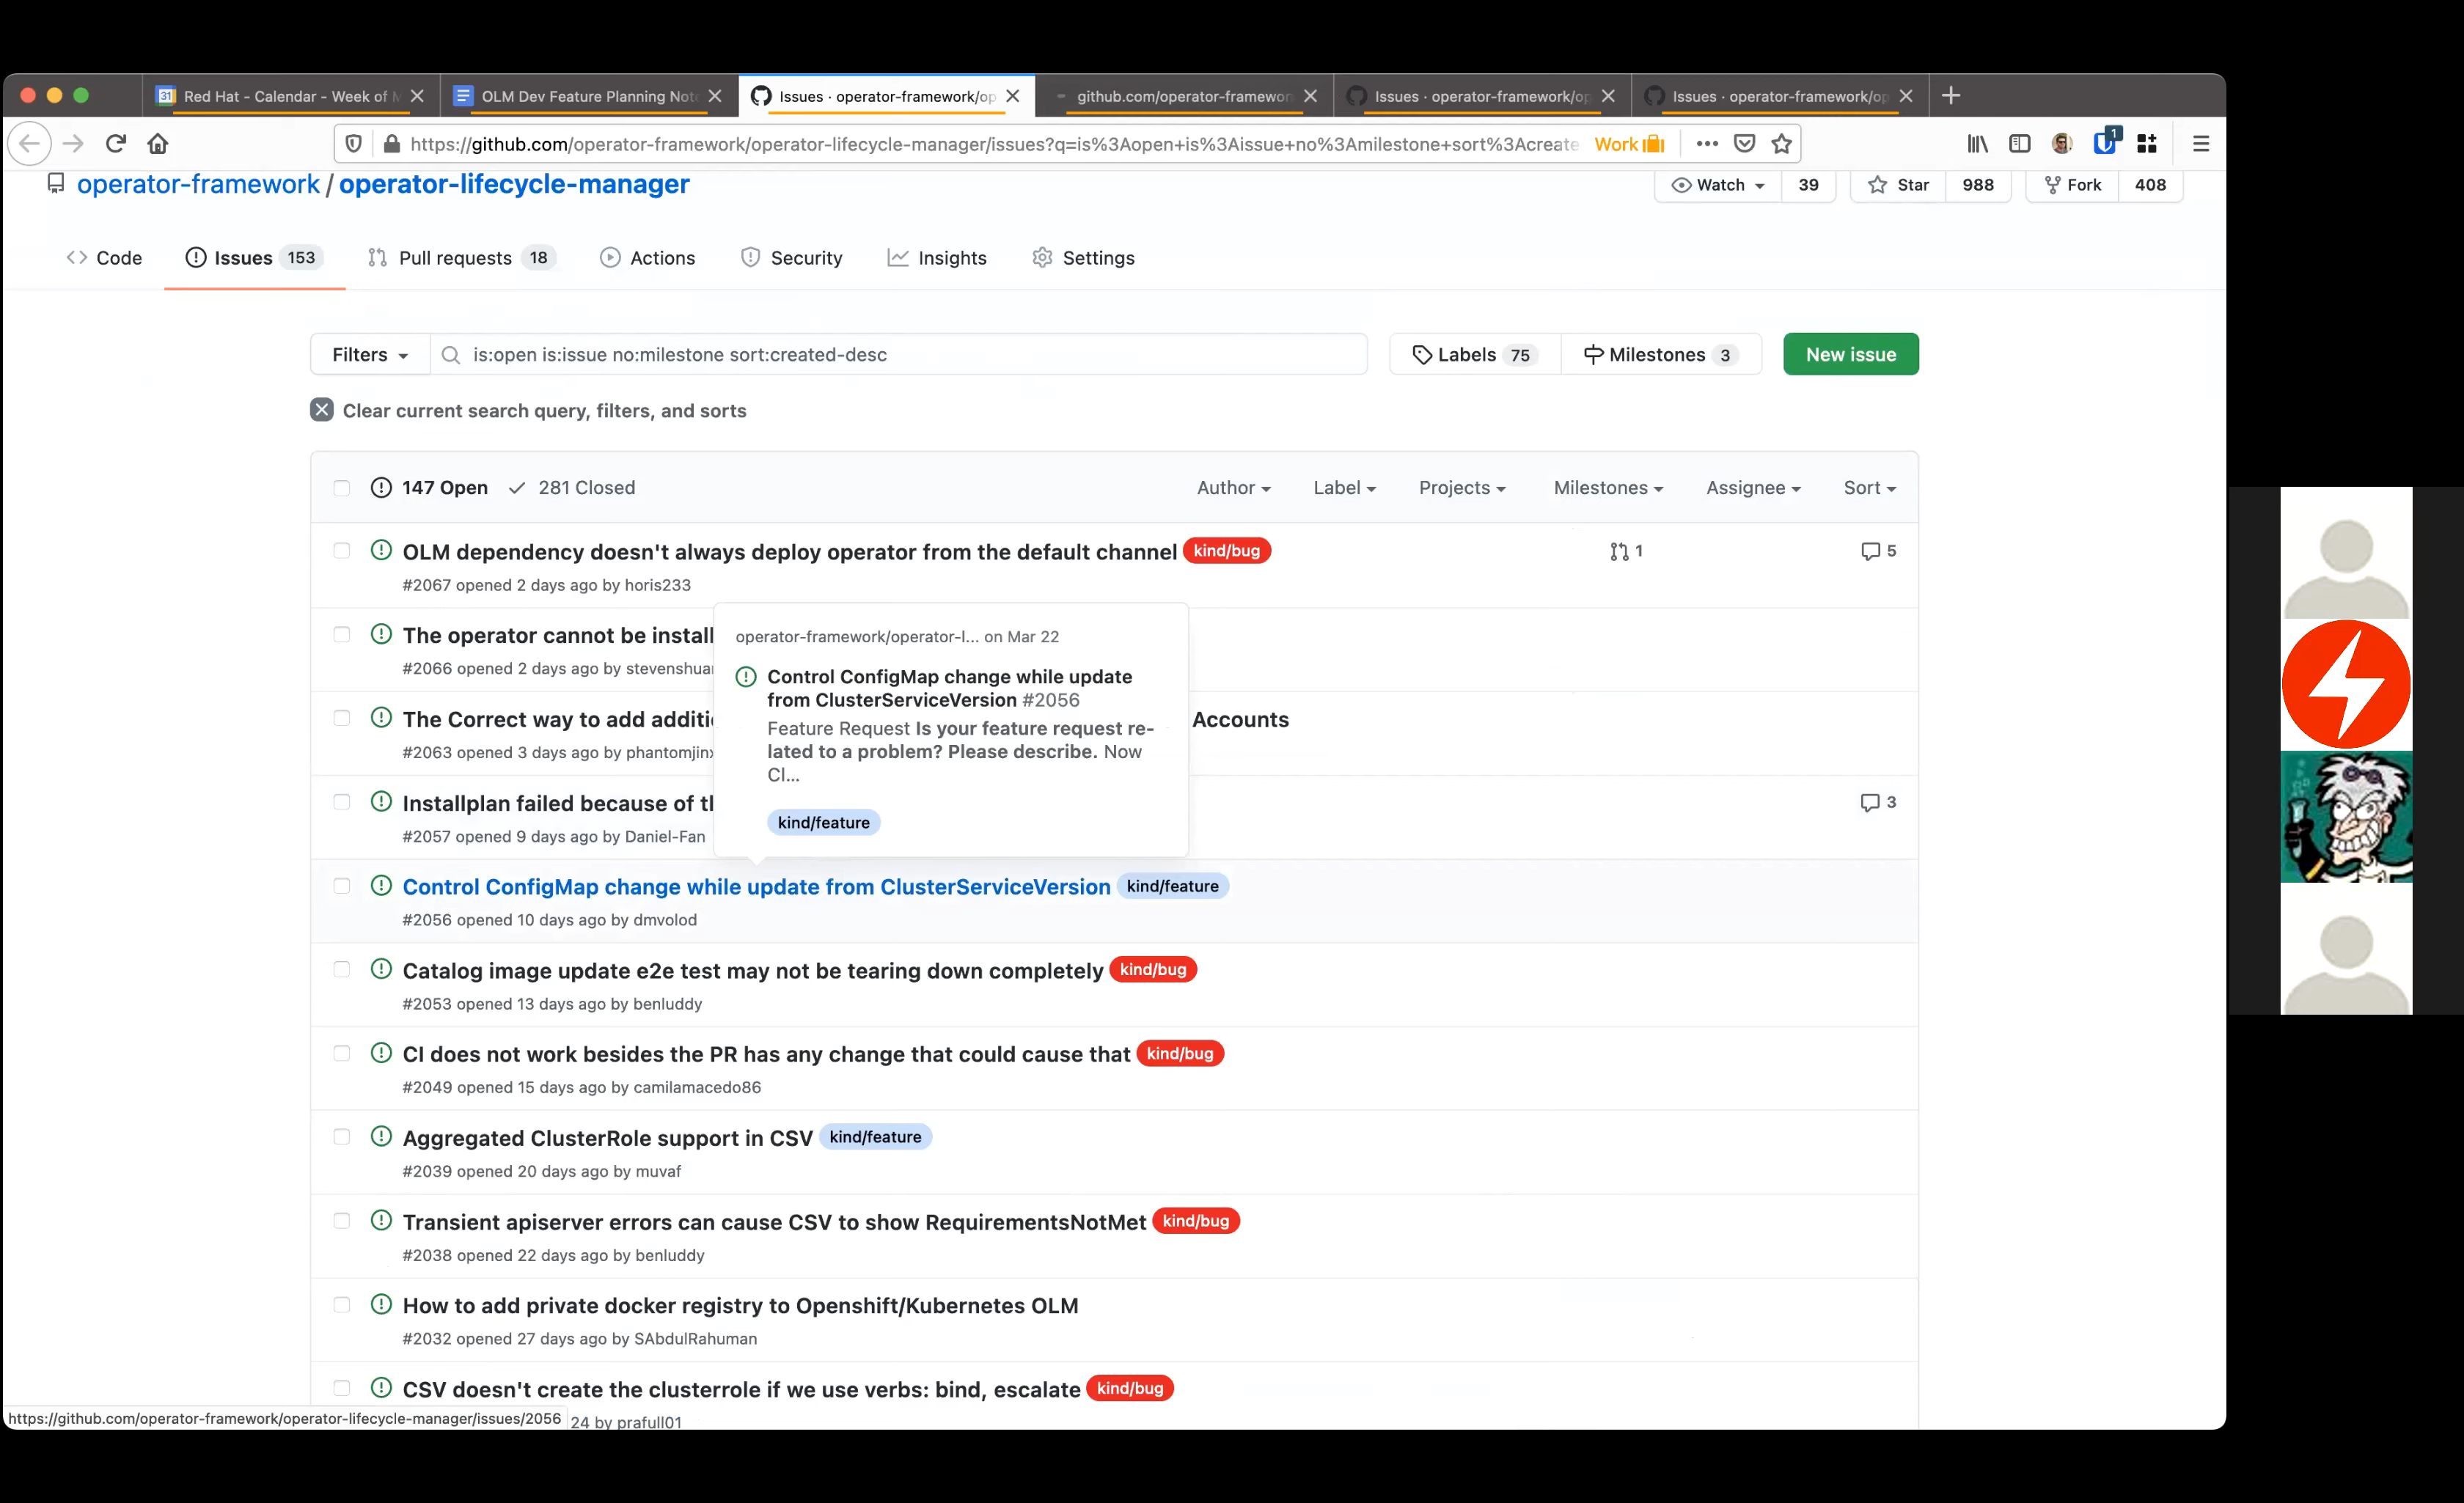 31 Red Hat - Calendar - Week of M
OLM Dev Feature Planning Note
Issues · operator-framework/op
github.com/operator-framewor
Issues · operator-framework/op
Issues · operator-framework/op
https://github.com/operator-framework/operator-lifecycle-manager/issues?q=is%3Aopen+is%3Aissue+no%3Amilestone+sort%3Acreate Work 1
operator-framework / operator-lifecycle-manager
Watch 39 Star 988 Fork 408
Code Issues 153 Pull requests 18 Actions Security Insights Settings
Filters is:open is:issue no:milestone sort:created-desc Labels 75 Milestones 3 New issue
Clear current search query, filters, and sorts
147 Open 281 Closed Author Label Projects Milestones Assignee Sort
OLM dependency doesn't always deploy operator from the default channel kind/bug 1 5
#2067 opened 2 days ago by horis233
The operator cannot be install
#2066 opened 2 days ago by stevenshua
The Correct way to add additi Accounts
#2063 opened 3 days ago by phantomjinx
Installplan failed because of tl 3
#2057 opened 9 days ago by Daniel-Fan
operator-framework/operator-l... on Mar 22
Control ConfigMap change while update
from ClusterServiceVersion #2056
Feature Request Is your feature request re-
lated to a problem? Please describe. Now
Cl...
kind/feature
Control ConfigMap change while update from ClusterServiceVersion kind/feature
#2056 opened 10 days ago by dmvolod
Catalog image update e2e test may not be tearing down completely kind/bug
#2053 opened 13 days ago by benluddy
CI does not work besides the PR has any change that could cause that kind/bug
#2049 opened 15 days ago by camilamacedo86
Aggregated ClusterRole support in CSV kind/feature
#2039 opened 20 days ago by muvaf
Transient apiserver errors can cause CSV to show RequirementsNotMet kind/bug
#2038 opened 22 days ago by benluddy
How to add private docker registry to Openshift/Kubernetes OLM
#2032 opened 27 days ago by SAbdulRahuman
CSV doesn't create the clusterrole if we use verbs: bind, escalate kind/bug
24 by prafull01
https://github.com/operator-framework/operator-lifecycle-manager/issues/2056